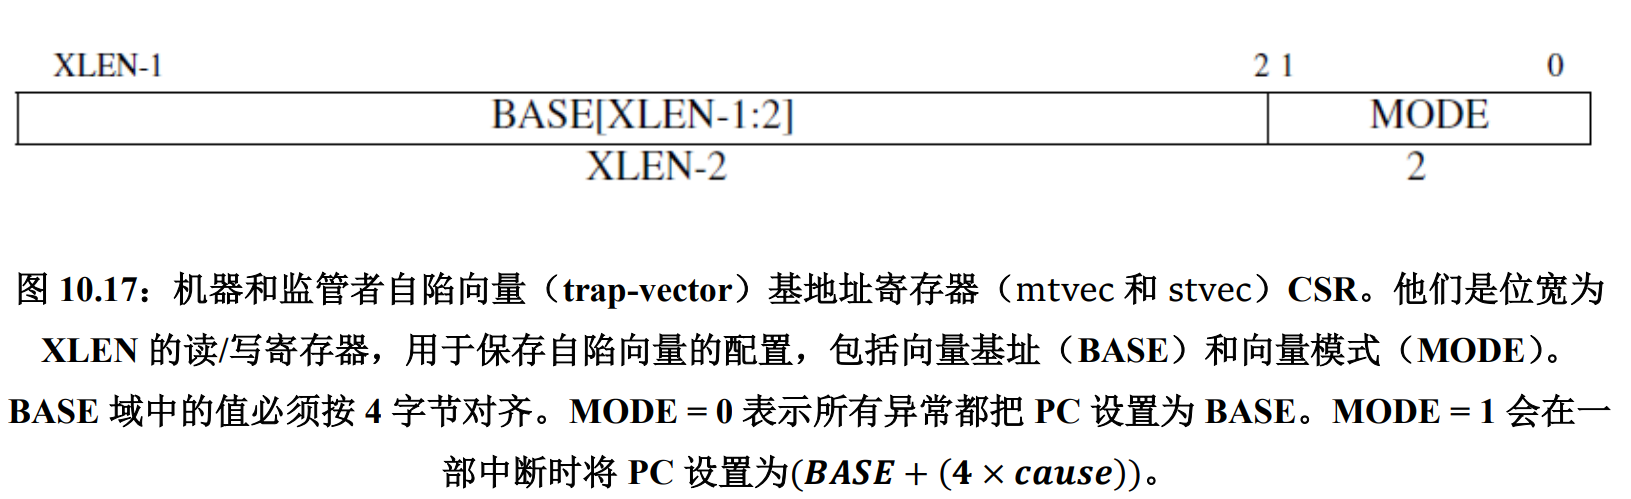 XLEN-1 2 1 0
BASE[XLEN-1:2] MODE
XLEN-2 2
图 10.17：机器和监管者自陷向量（trap-vector）基地址寄存器（mtvec 和 stvec）CSR。他们是位宽为
XLEN 的读/写寄存器，用于保存自陷向量的配置，包括向量基址（BASE）和向量模式（MODE）。
BASE 域中的值必须按 4 字节对齐。MODE = 0 表示所有异常都把 PC 设置为 BASE。MODE = 1 会在一
部中断时将 PC 设置为(BASE + (4 × cause))。